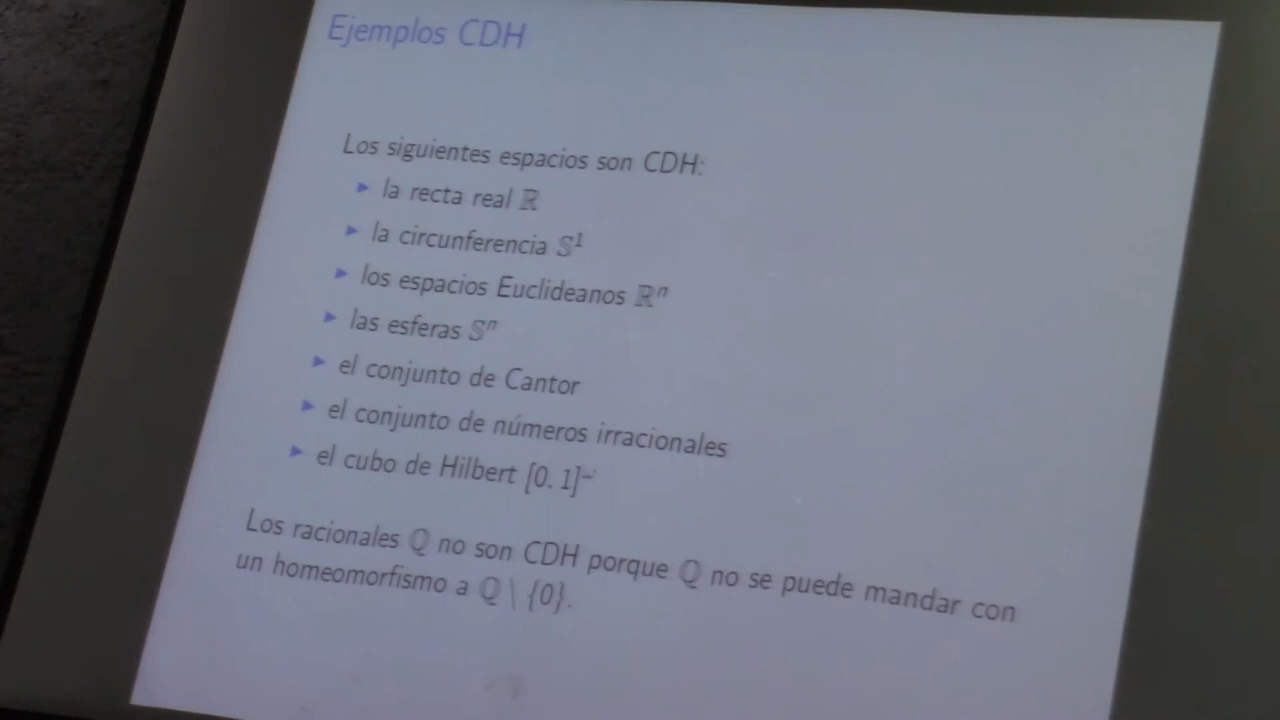 Ejemplos CDH
Los siguientes espacios son CDH:
▶ la recta real ℝ
▶ la circunferencia 𝕊¹
▶ los espacios Euclideanos ℝⁿ
▶ las esferas 𝕊ⁿ
▶ el conjunto de Cantor
▶ el conjunto de números irracionales
▶ el cubo de Hilbert [0, 1]^ω
Los racionales ℚ no son CDH porque ℚ no se puede mandar con
un homeomorfismo a ℚ \ {0}.